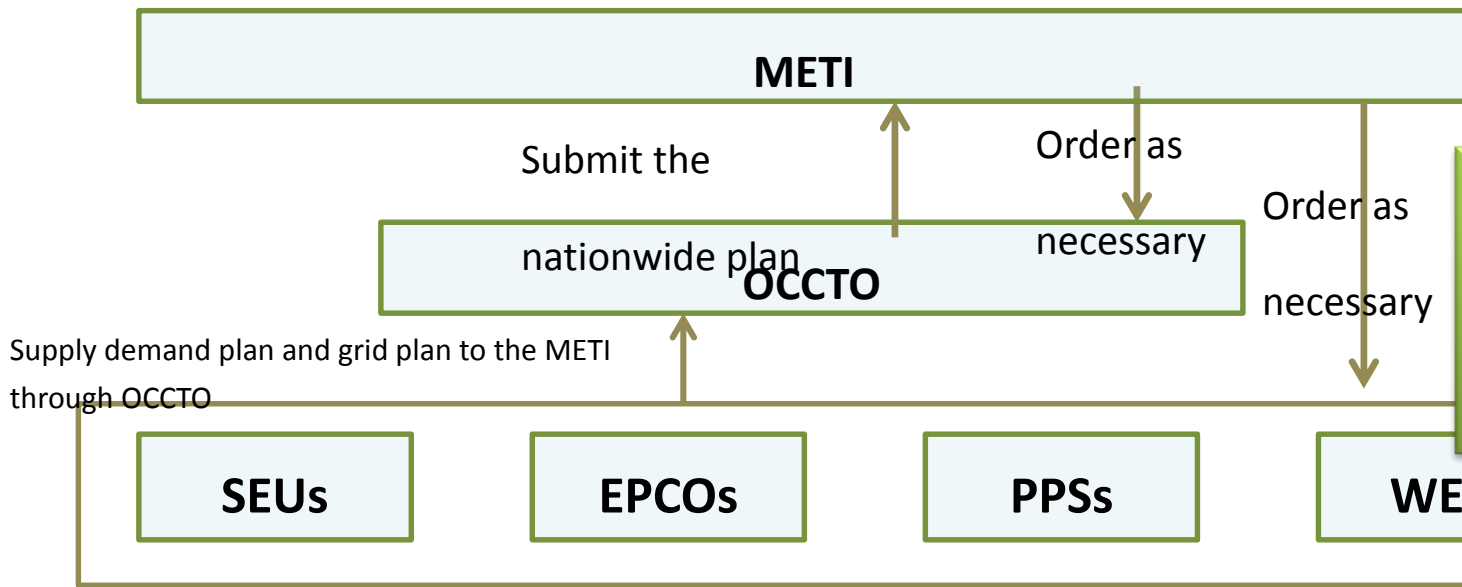 METI
Submit the
nationwide plan
Order as
necessary
Order as
necessary
OCCTO
Supply demand plan and grid plan to the METI
through OCCTO
SEUs
EPCOs
PPSs
WE